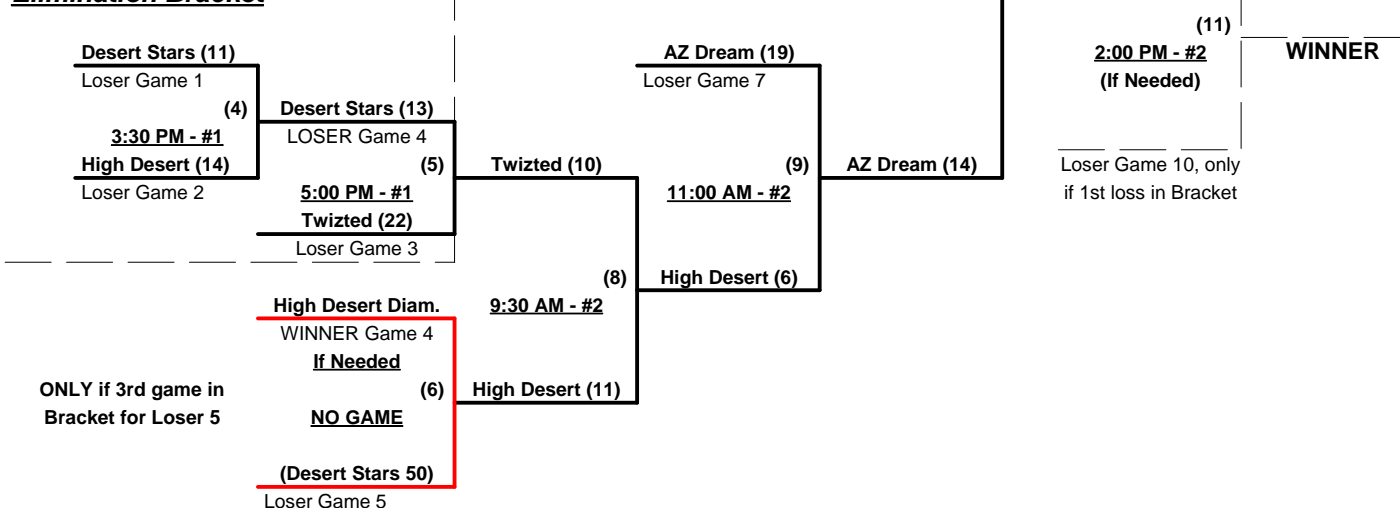 Elimination Bracket
(11)
Desert Stars (11)
AZ Dream (19)
2:00 PM - #2
WINNER
Loser Game 1
Loser Game 7
(If Needed)
(4)
Desert Stars (13)
3:30 PM - #1
LOSER Game 4
High Desert (14)
(5)
Twizted (10)
(9)
AZ Dream (14)
Loser Game 10, only
Loser Game 2
5:00 PM - #1
11:00 AM - #2
if 1st loss in Bracket
Twizted (22)
Loser Game 3
(8)
High Desert (6)
High Desert Diam.
9:30 AM - #2
WINNER Game 4
If Needed
ONLY if 3rd game in
(6)
High Desert (11)
Bracket for Loser 5
NO GAME
(Desert Stars 50)
Loser Game 5